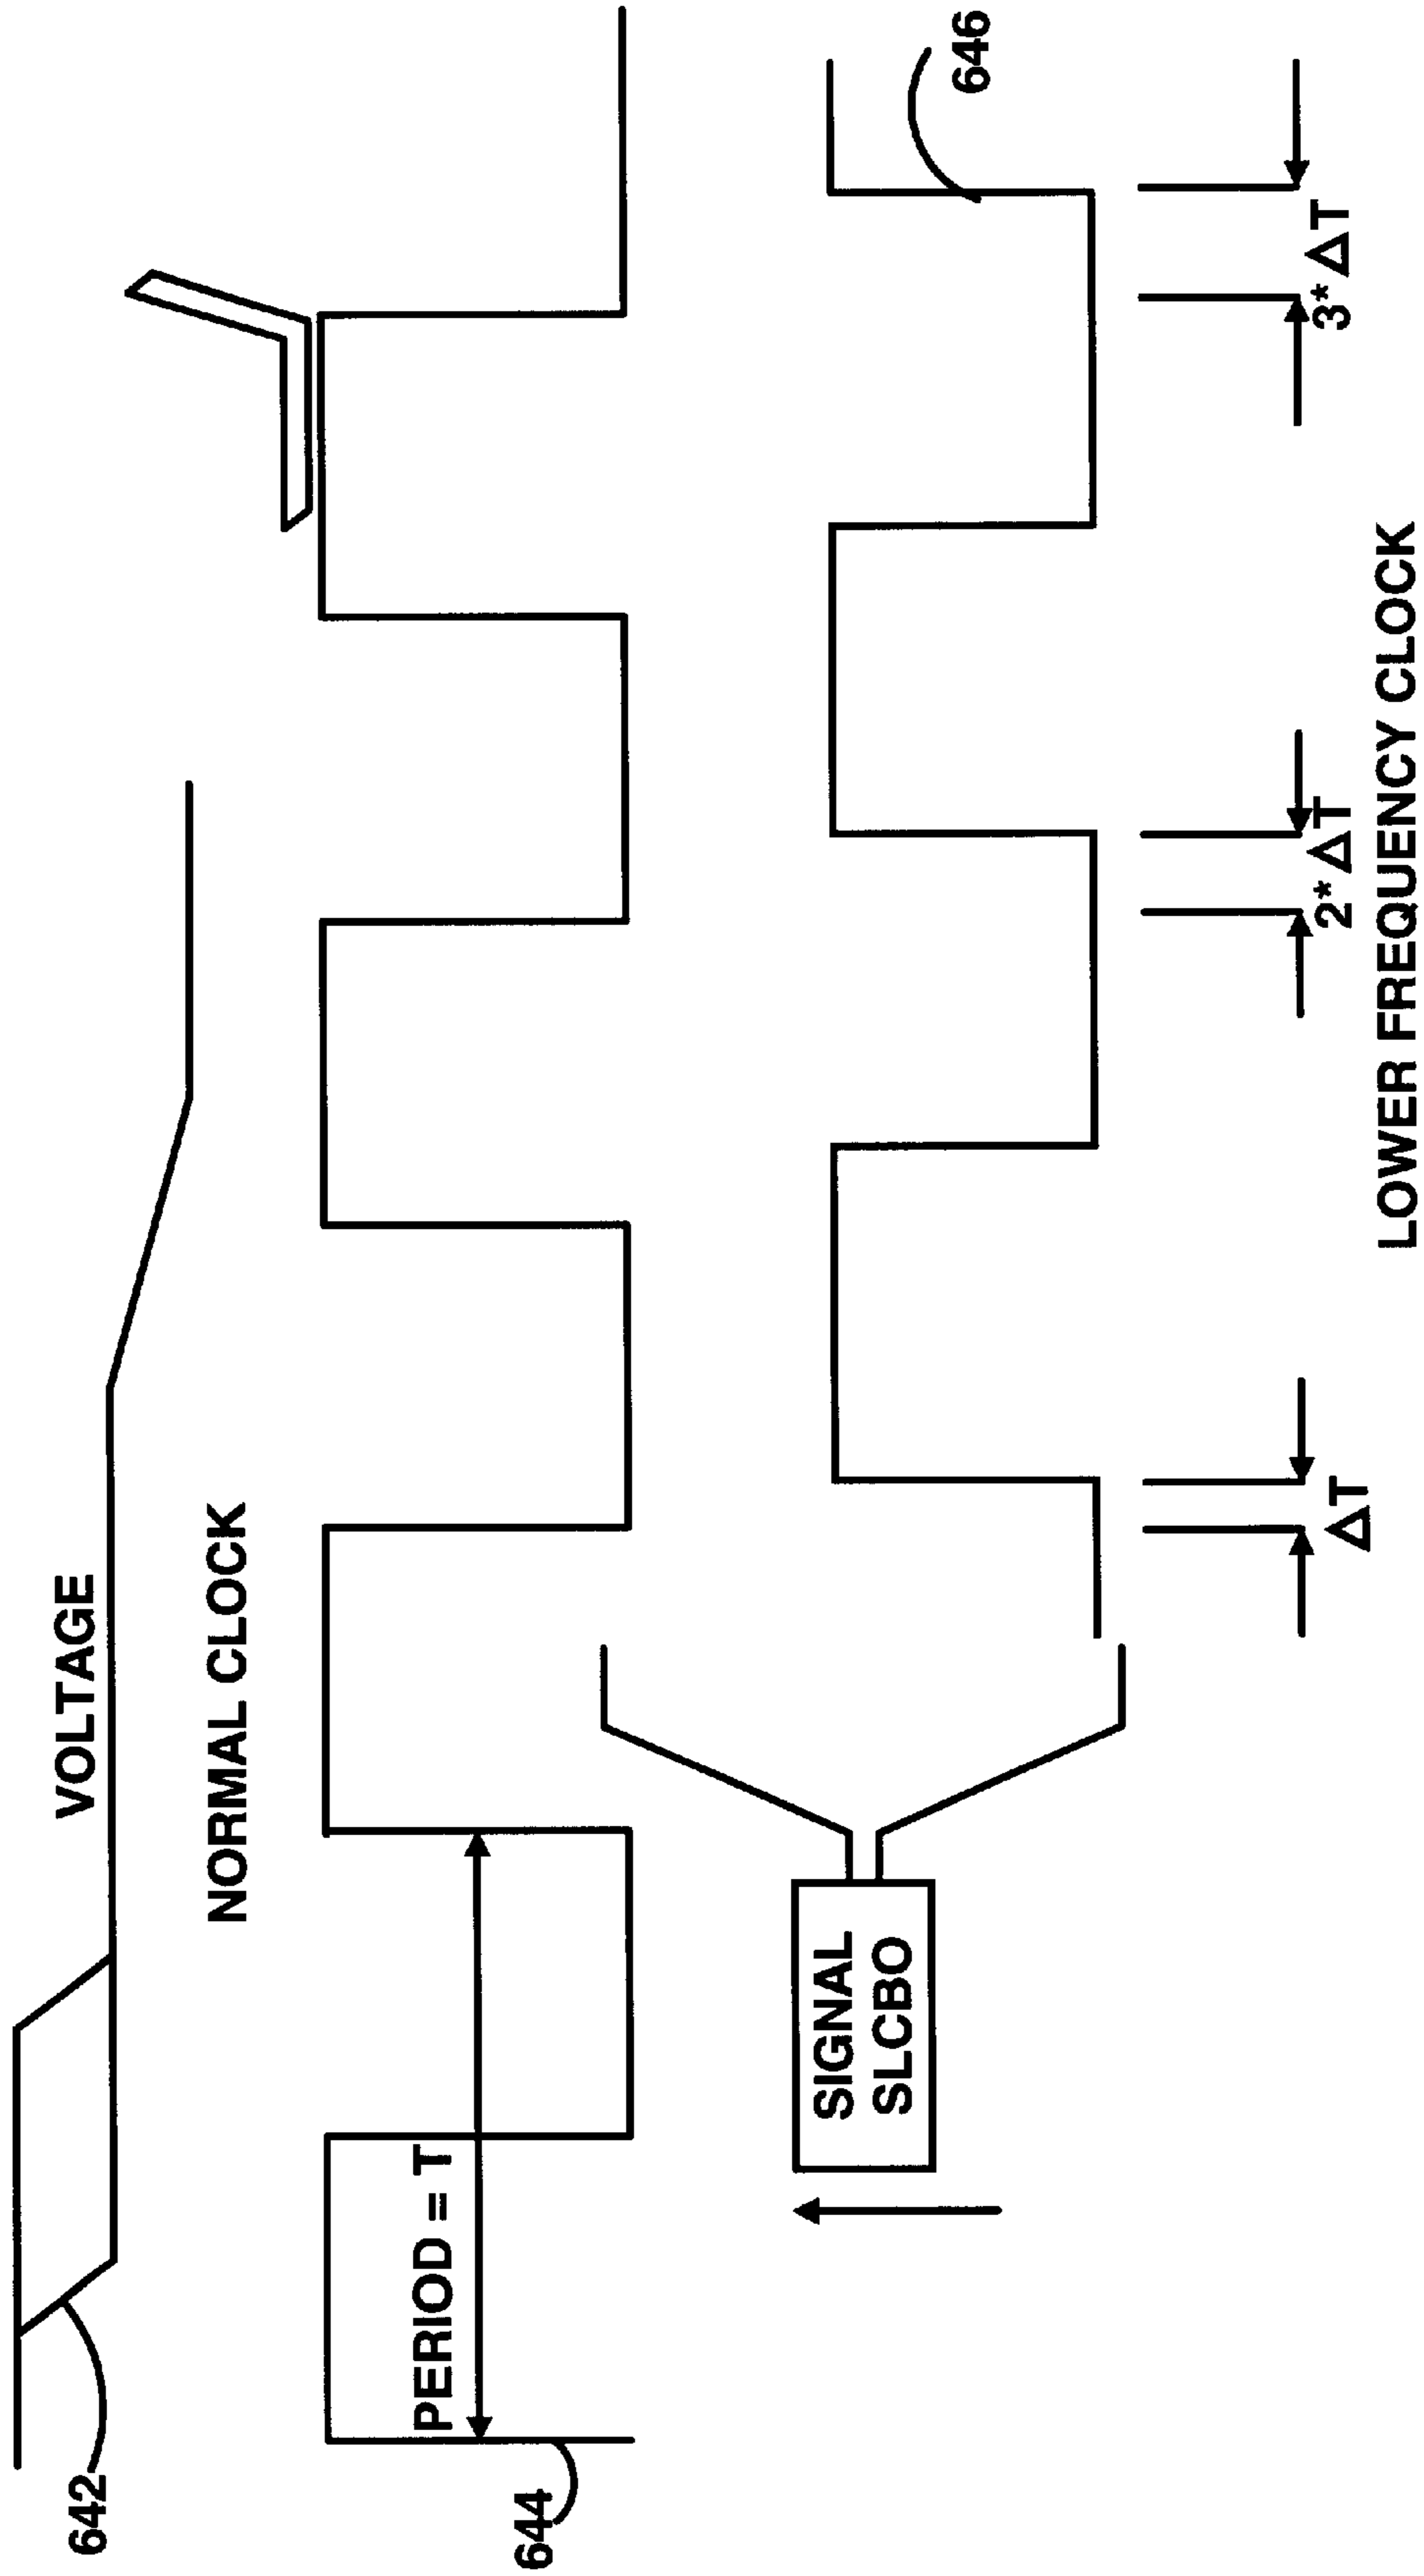 642
VOLTAGE
NORMAL CLOCK
644
PERIOD = T
SIGNAL
SLCBO
646
ΔT
2* ΔT
3* ΔT
LOWER FREQUENCY CLOCK